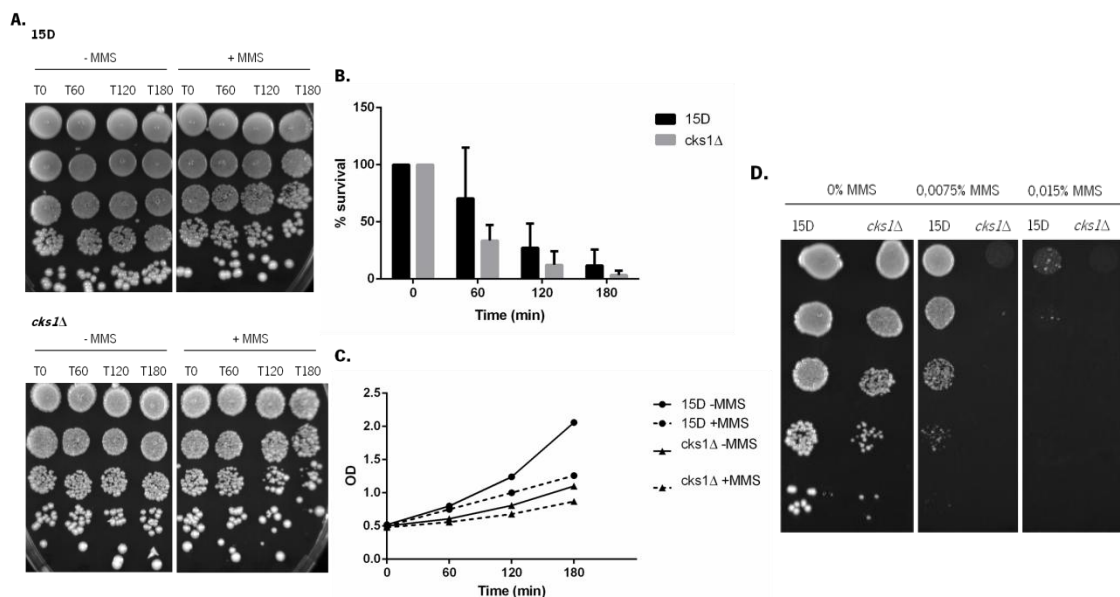 A.
15D
- MMS + MMS
T0 T60 T120 T180 T0 T60 T120 T180
cks1Δ
- MMS + MMS
T0 T60 T120 T180 T0 T60 T120 T180
B.
150
100
50
0
% survival
0 60 120 180
Time (min)
15D
cks1Δ
C.
2.5
2.0
1.5
1.0
0.5
0.0
OD
0 60 120 180
Time (min)
15D -MMS
15D +MMS
cks1Δ -MMS
cks1Δ +MMS
D.
0% MMS 0,0075% MMS 0,015% MMS
15D cks1Δ 15D cks1Δ 15D cks1Δ